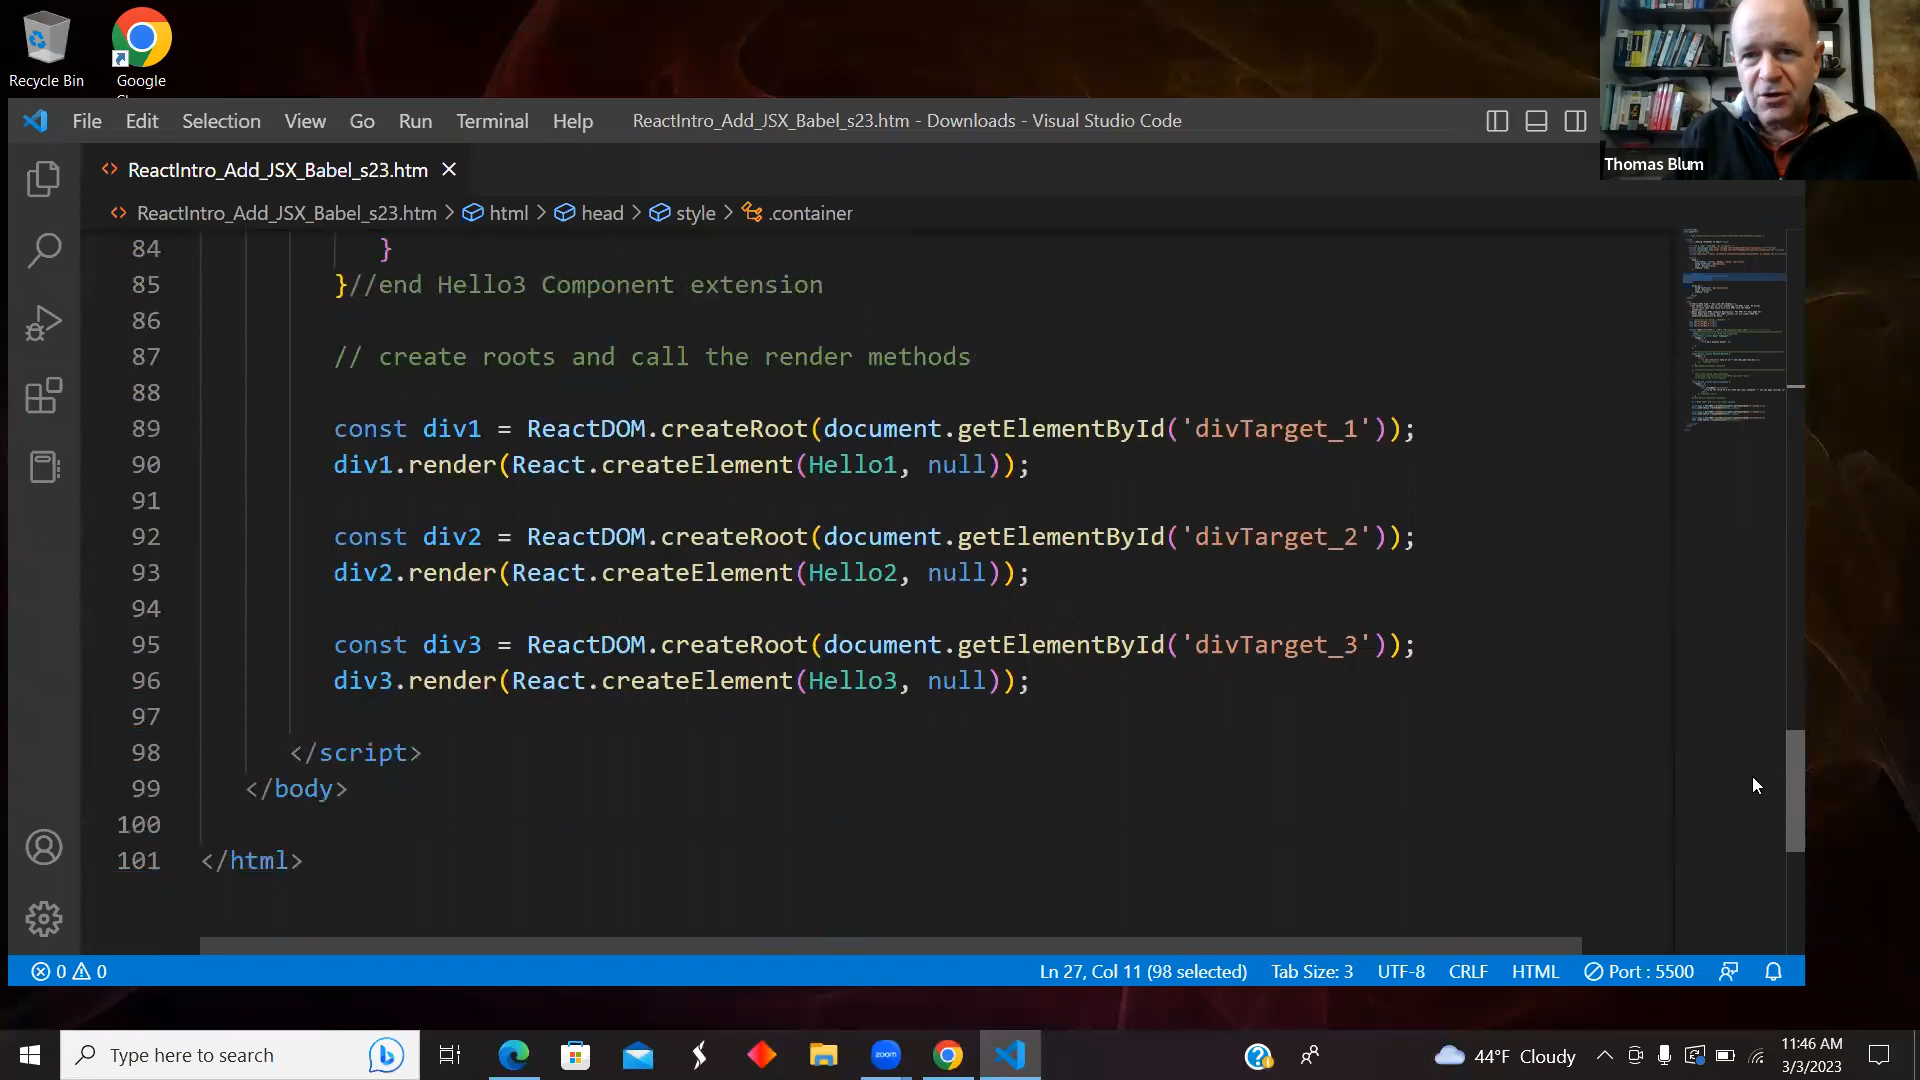 Recycle Bin
Google
Thomas Blum
File Edit Selection View Go Run Terminal Help
ReactIntro_Add_JSX_Babel_s23.htm - Downloads - Visual Studio Code
ReactIntro_Add_JSX_Babel_s23.htm
ReactIntro_Add_JSX_Babel_s23.htm > html > head > style > .container
84 }
85 }//end Hello3 Component extension
86
87 // create roots and call the render methods
88
89 const div1 = ReactDOM.createRoot(document.getElementById('divTarget_1'));
90 div1.render(React.createElement(Hello1, null));
91
92 const div2 = ReactDOM.createRoot(document.getElementById('divTarget_2'));
93 div2.render(React.createElement(Hello2, null));
94
95 const div3 = ReactDOM.createRoot(document.getElementById('divTarget_3'));
96 div3.render(React.createElement(Hello3, null));
97
98 </script>
99 </body>
100
101 </html>
0 0
Ln 27, Col 11 (98 selected) Tab Size: 3 UTF-8 CRLF HTML Port : 5500
Type here to search
zoom
44°F Cloudy
11:46 AM
3/3/2023